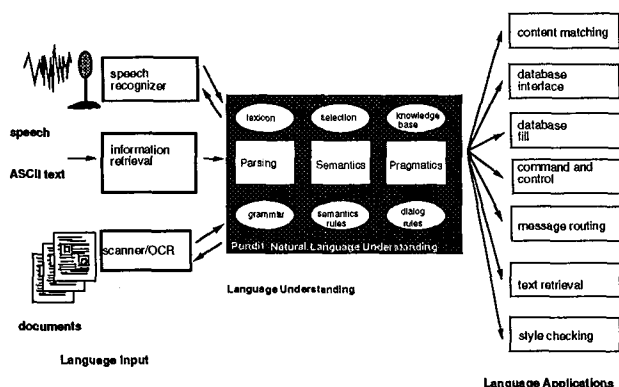 speech
recognizer
speech
ASCII text
information
retrieval
scanner/OCR
documents
Language Input
lexicon
selection
knowledge
base
Parsing
Semantics
Pragmatics
grammar
semantics
rules
dialog
rules
Pundit Natural Language Understanding
Language Understanding
content matching
database
interface
database
fill
command and
control
message routing
text retrieval
style checking
Language Applications